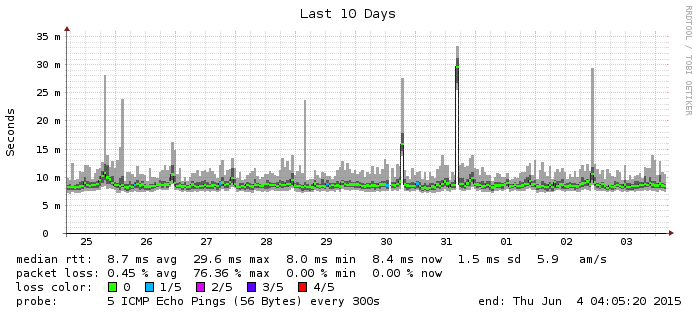 Last 10 Days
RRDTOOL / TOBI OETIKER
Seconds
35 m
30 m
25 m
20 m
15 m
10 m
5 m
0
25 26 27 28 29 30 31 01 02 03
median rtt: 8.7 ms avg 29.6 ms max 8.0 ms min 8.4 ms now 1.5 ms sd 5.9 am/s
packet loss: 0.45 % avg 76.36 % max 0.00 % min 0.00 % now
loss color: 0 1/5 2/5 3/5 4/5
probe: 5 ICMP Echo Pings (56 Bytes) every 300s end: Thu Jun 4 04:05:20 2015